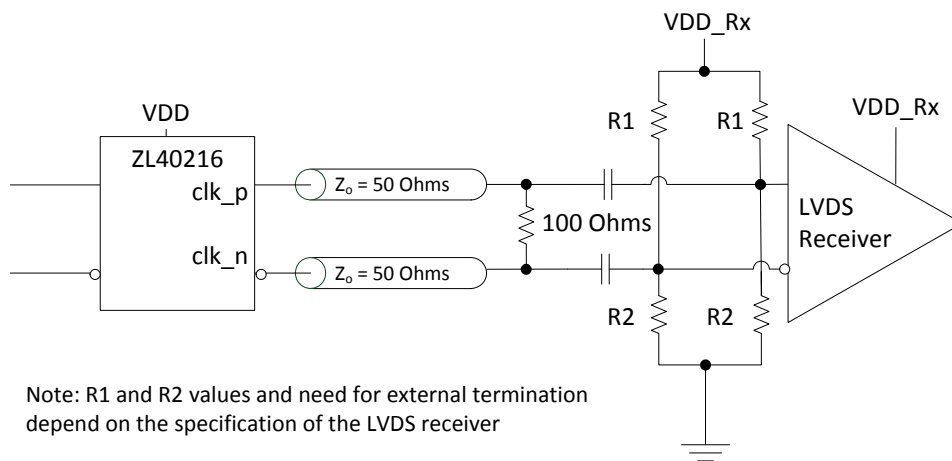 VDD_Rx
VDD
R1
R1
VDD_Rx
ZL40216
clk_p
Zo = 50 Ohms
LVDS
Receiver
100 Ohms
clk_n
Zo = 50 Ohms
R2
R2
Note: R1 and R2 values and need for external termination
depend on the specification of the LVDS receiver